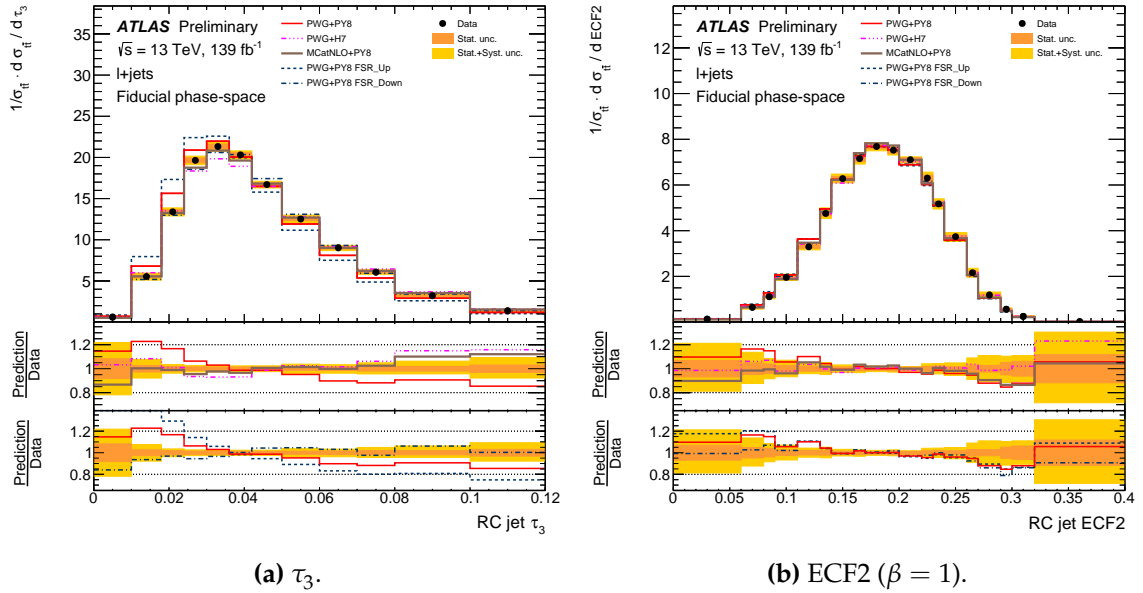 ATLAS Preliminary
√s = 13 TeV, 139 fb⁻¹
l+jets
Fiducial phase-space
PWG+PY8
PWG+H7
MCatNLO+PY8
PWG+PY8 FSR_Up
PWG+PY8 FSR_Down
Data
Stat. unc.
Stat.+Syst. unc.
1/σ_tt̄ · d σ_tt̄ / d τ₃
35
30
25
20
15
10
5
Prediction
Data
1.2
1
0.8
Prediction
Data
1.2
1
0.8
0 0.02 0.04 0.06 0.08 0.1 0.12
RC jet τ₃
(a) τ₃.
ATLAS Preliminary
√s = 13 TeV, 139 fb⁻¹
l+jets
Fiducial phase-space
PWG+PY8
PWG+H7
MCatNLO+PY8
PWG+PY8 FSR_Up
PWG+PY8 FSR_Down
Data
Stat. unc.
Stat.+Syst. unc.
1/σ_tt̄ · d σ_tt̄ / d ECF2
12
10
8
6
4
2
Prediction
Data
1.2
1
0.8
Prediction
Data
1.2
1
0.8
0 0.05 0.1 0.15 0.2 0.25 0.3 0.35 0.4
RC jet ECF2
(b) ECF2 (β = 1).